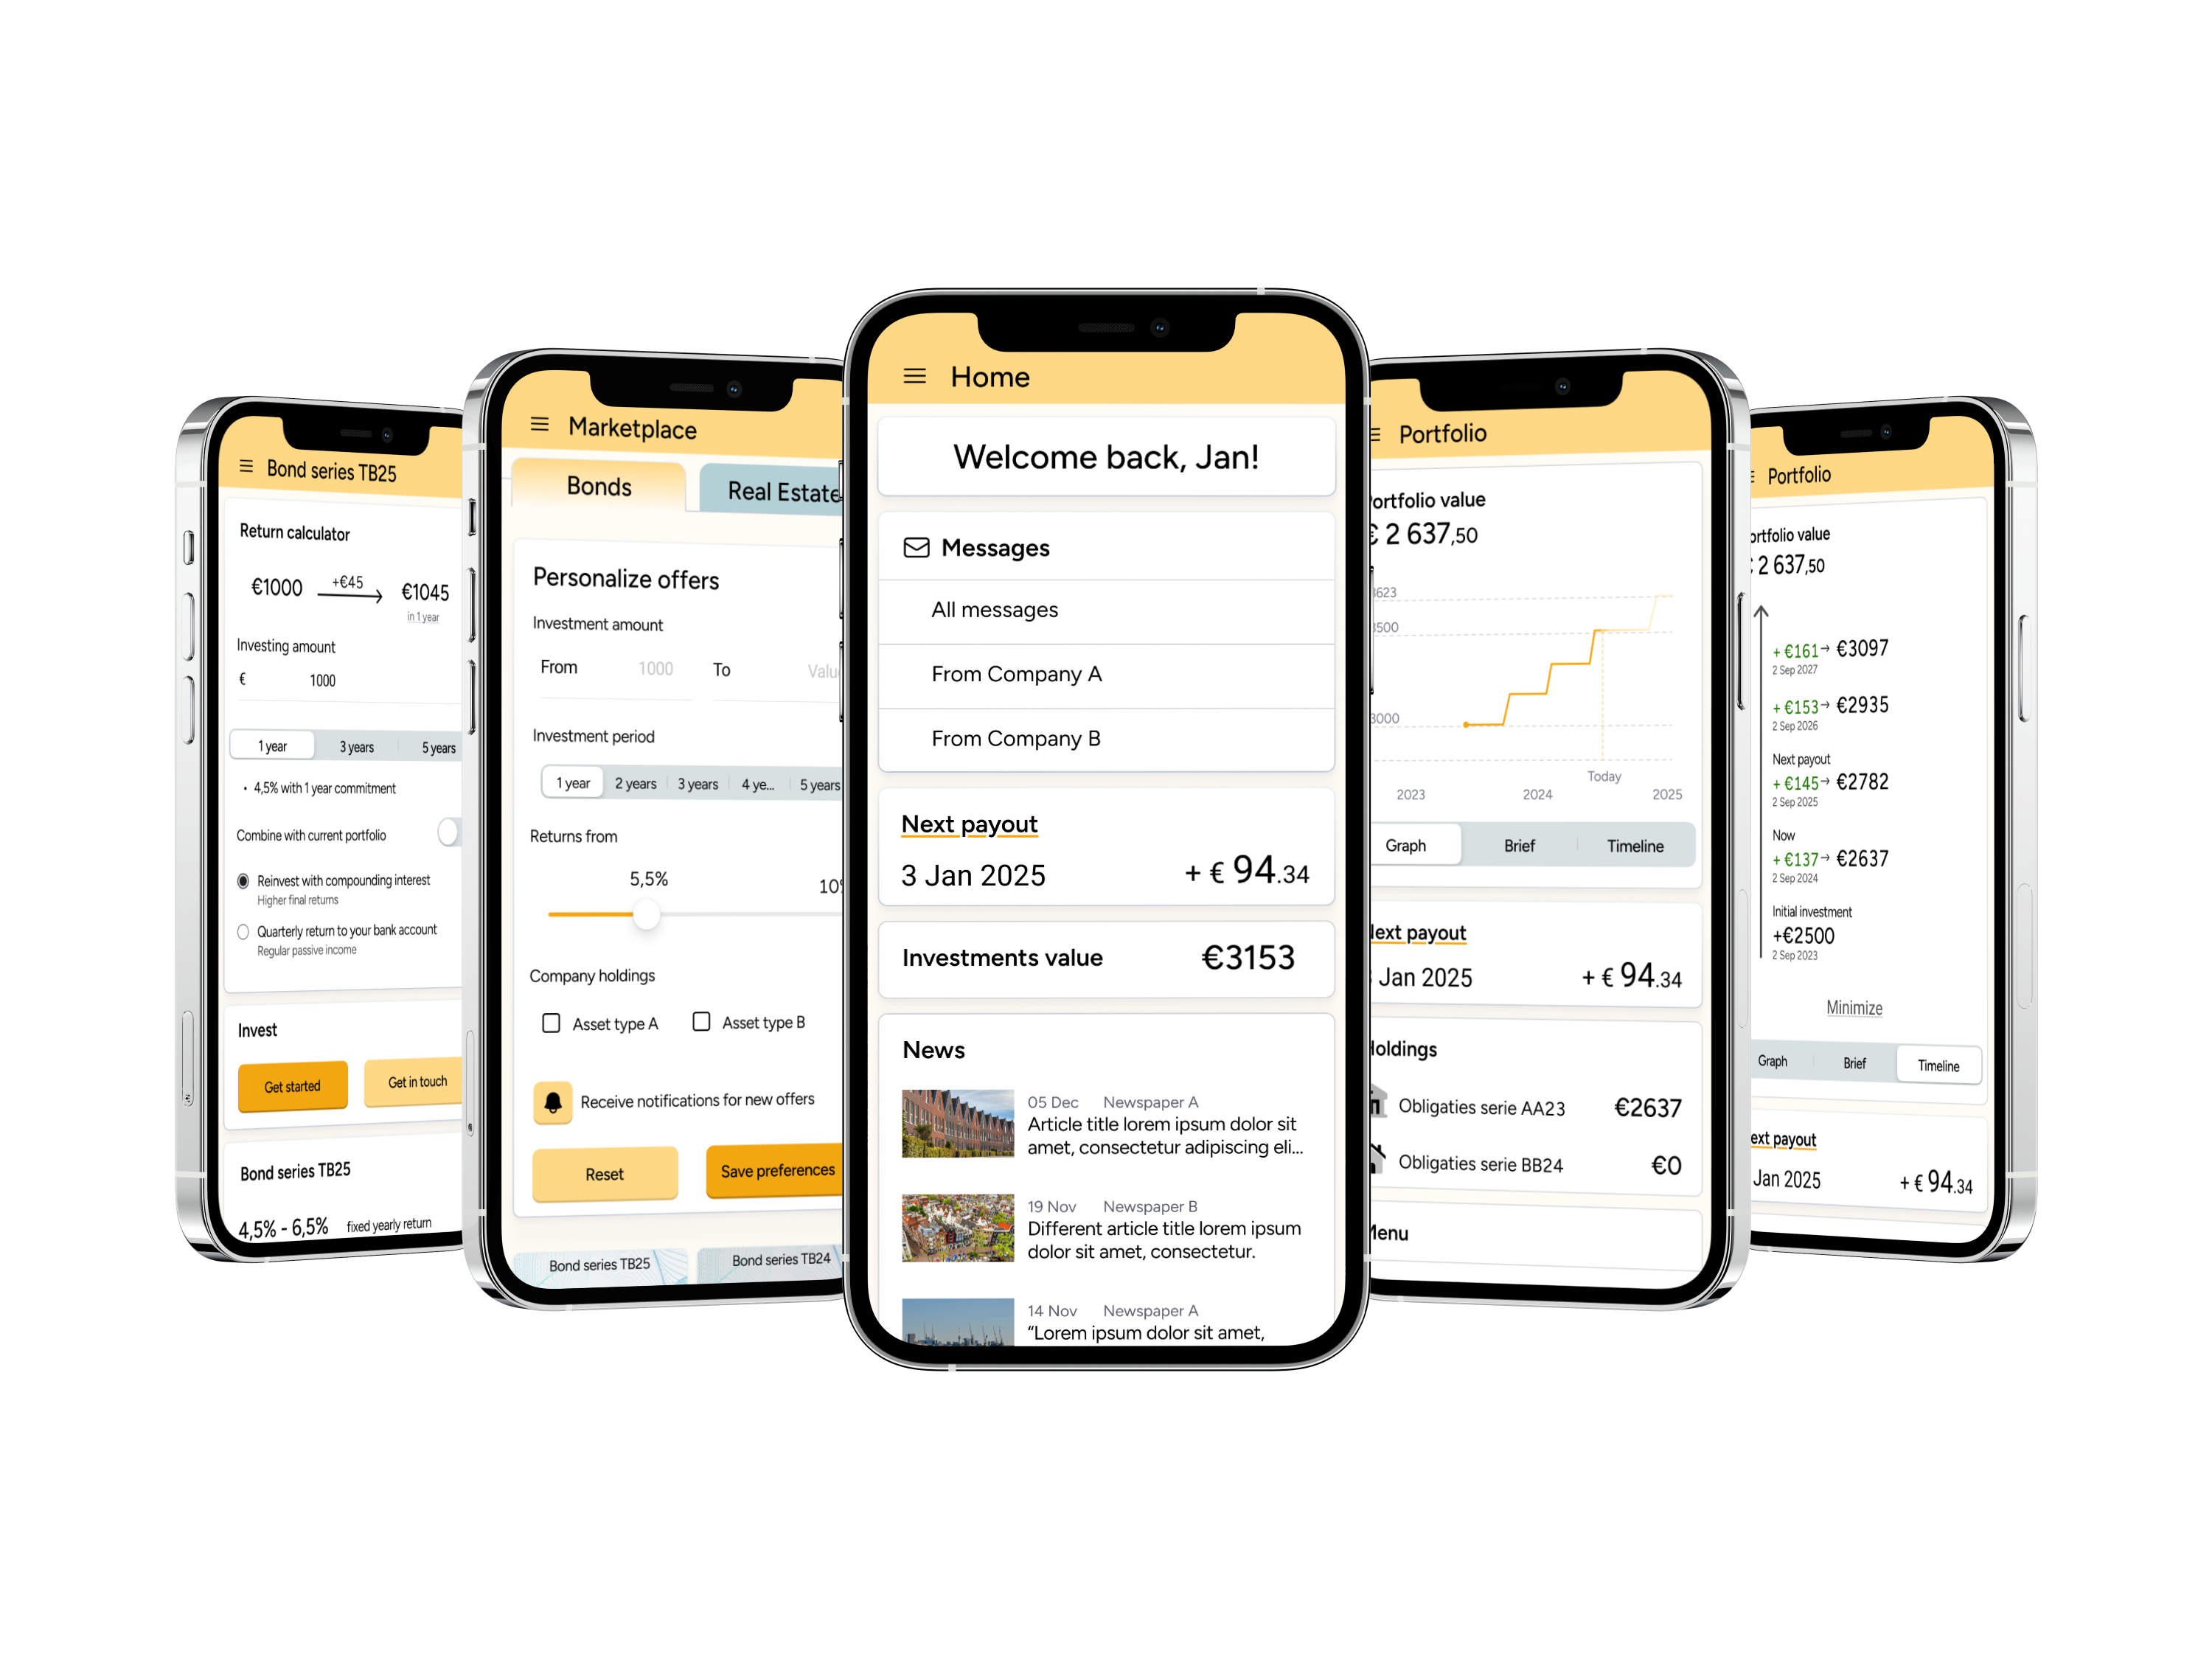 Bond series TB25
Return calculator
€1000
+€45
€1045
in 1 year
Investing amount
€ 1000
1 year 3 years 5 years
• 4,5% with 1 year commitment
Combine with current portfolio
Reinvest with compounding interest
Higher final returns
Quarterly return to your bank account
Regular passive income
Invest
Get started Get in touch
Bond series TB25
4,5% - 6,5% fixed yearly return
Marketplace
Bonds Real Estate
Personalize offers
Investment amount
From 1000 To
Investment period
1 year 2 years 3 years 4 ye... 5 years
Returns from
5,5%
Company holdings
Asset type A Asset type B
Receive notifications for new offers
Reset Save preferences
Bond series TB25 Bond series TB24
Home
Welcome back, Jan!
Messages
All messages
From Company A
From Company B
Next payout
3 Jan 2025 + € 94.34
Investments value €3153
News
05 Dec Newspaper A
Article title lorem ipsum dolor sit
amet, consectetur adipiscing eli...
19 Nov Newspaper B
Different article title lorem ipsum
dolor sit amet, consectetur.
14 Nov Newspaper A
“Lorem ipsum dolor sit amet,
Portfolio
Portfolio value
€ 2 637,50
3000
Today
2023 2024 2025
Graph Brief Timeline
Next payout
Jan 2025 + € 94.34
Holdings
Obligaties serie AA23 €2637
Obligaties serie BB24 €0
Menu
Portfolio
Portfolio value
2 637,50
+ €161→ €3097
2 Sep 2027
+ €153→ €2935
2 Sep 2026
Next payout
+ €145→ €2782
2 Sep 2025
Now
+ €137→ €2637
2 Sep 2024
Initial investment
+€2500
2 Sep 2023
Minimize
Graph Brief Timeline
Next payout
Jan 2025 + € 94.34